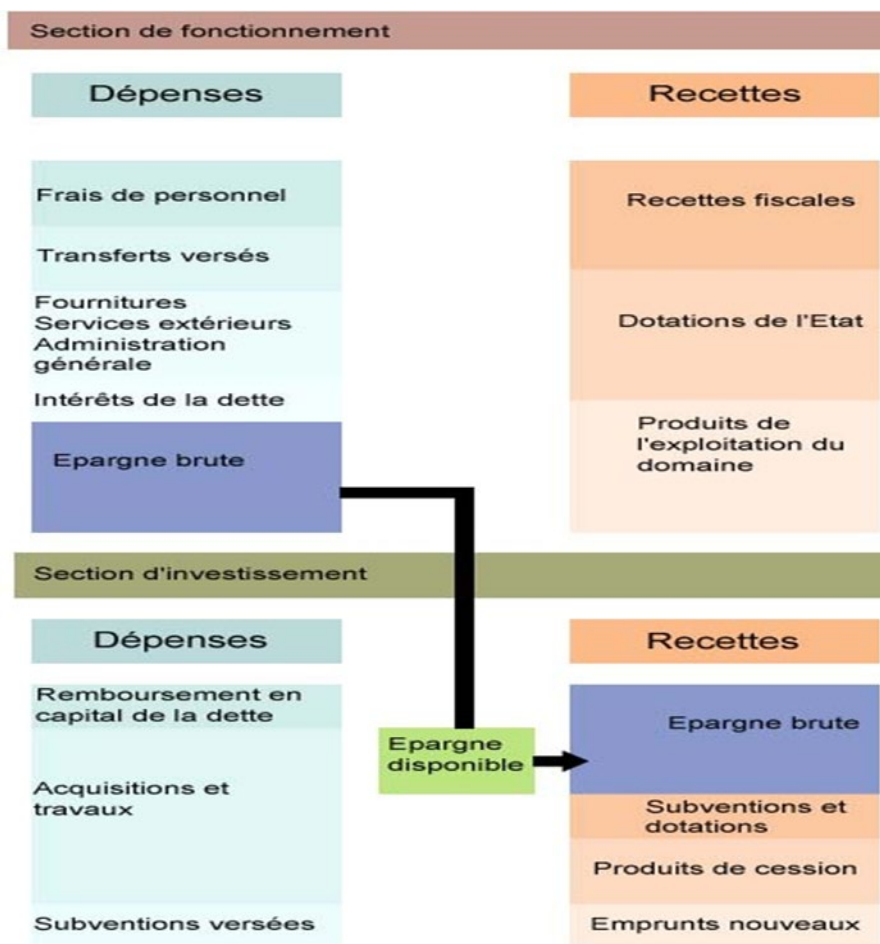 Section de fonctionnement
Dépenses
Recettes
Frais de personnel
Transferts versés
Fournitures
Services extérieurs
Administration
générale
Intérêts de la dette
Epargne brute
Recettes fiscales
Dotations de l'Etat
Produits de
l'exploitation du
domaine
Section d'investissement
Dépenses
Recettes
Remboursement en
capital de la dette
Acquisitions et
travaux
Subventions versées
Epargne
disponible
Epargne brute
Subventions et
dotations
Produits de cession
Emprunts nouveaux